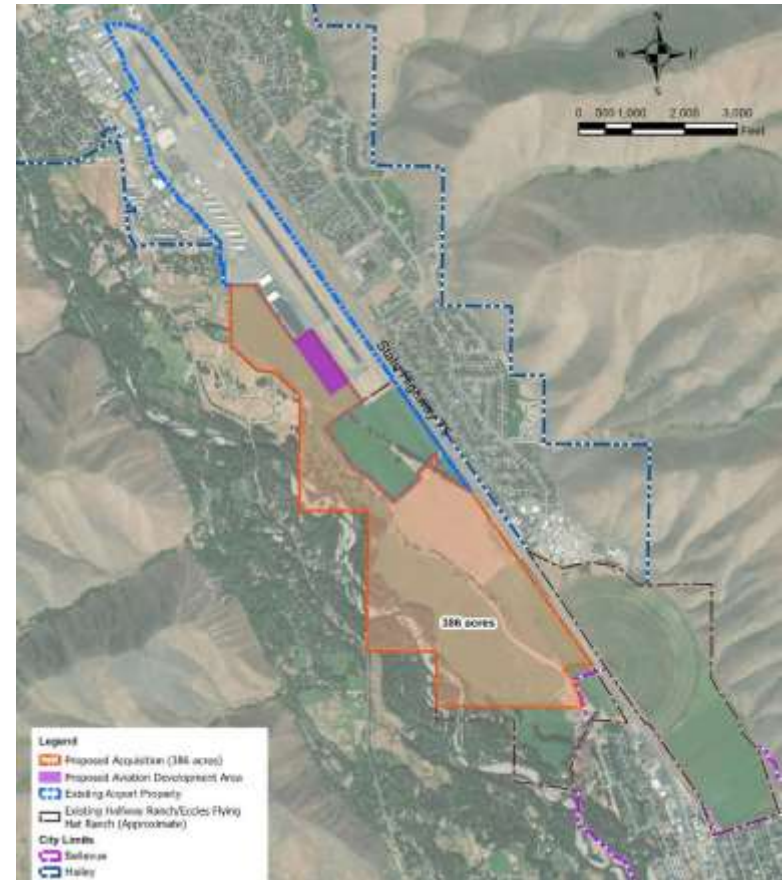 N
W E
S
0 500 1,000 2,000 3,000
Feet
State Highway 75
386 acres
Legend
Proposed Acquisition (386 acres)
Proposed Aviation Development Area
Existing Airport Property
Existing Halfway Ranch/Eccles Flying
Hat Ranch (Approximate)
City Limits
Bellevue
Hailey